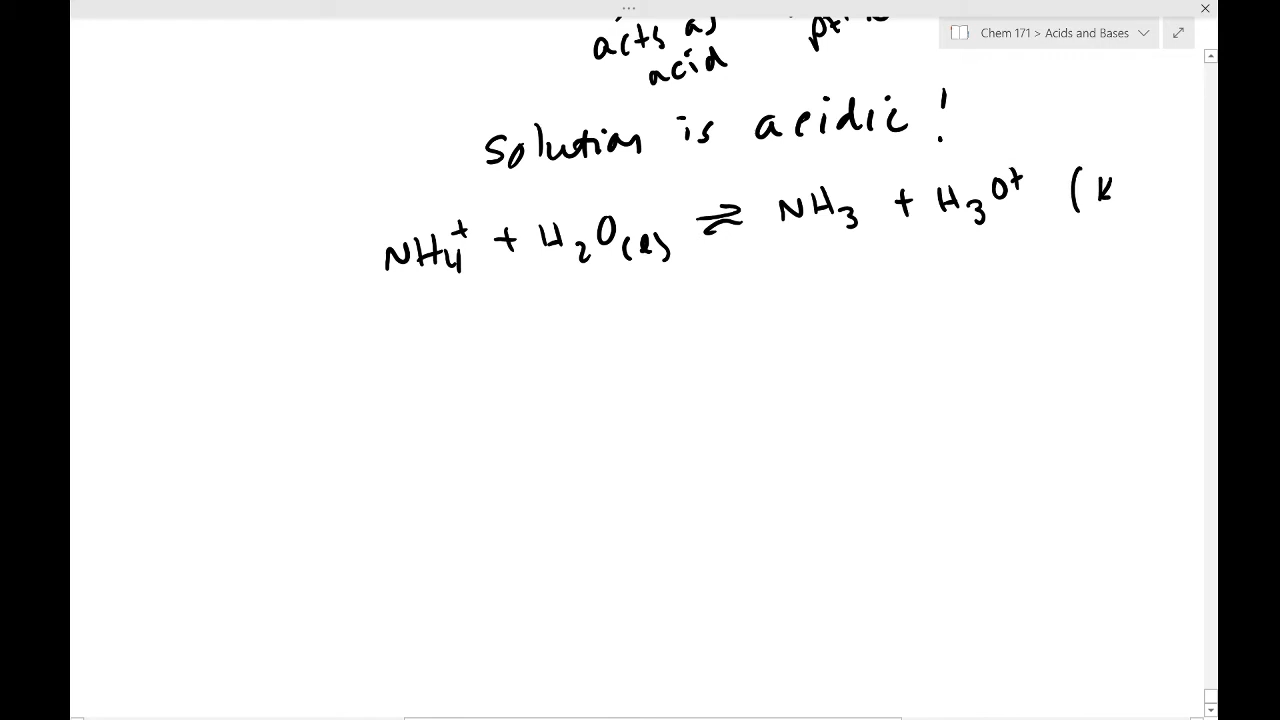 Chem 171 > Acids and Bases
acts as
acid
solution is acidic !
NH4+ + H2O(l) ⇌ NH3 + H3O+ (K